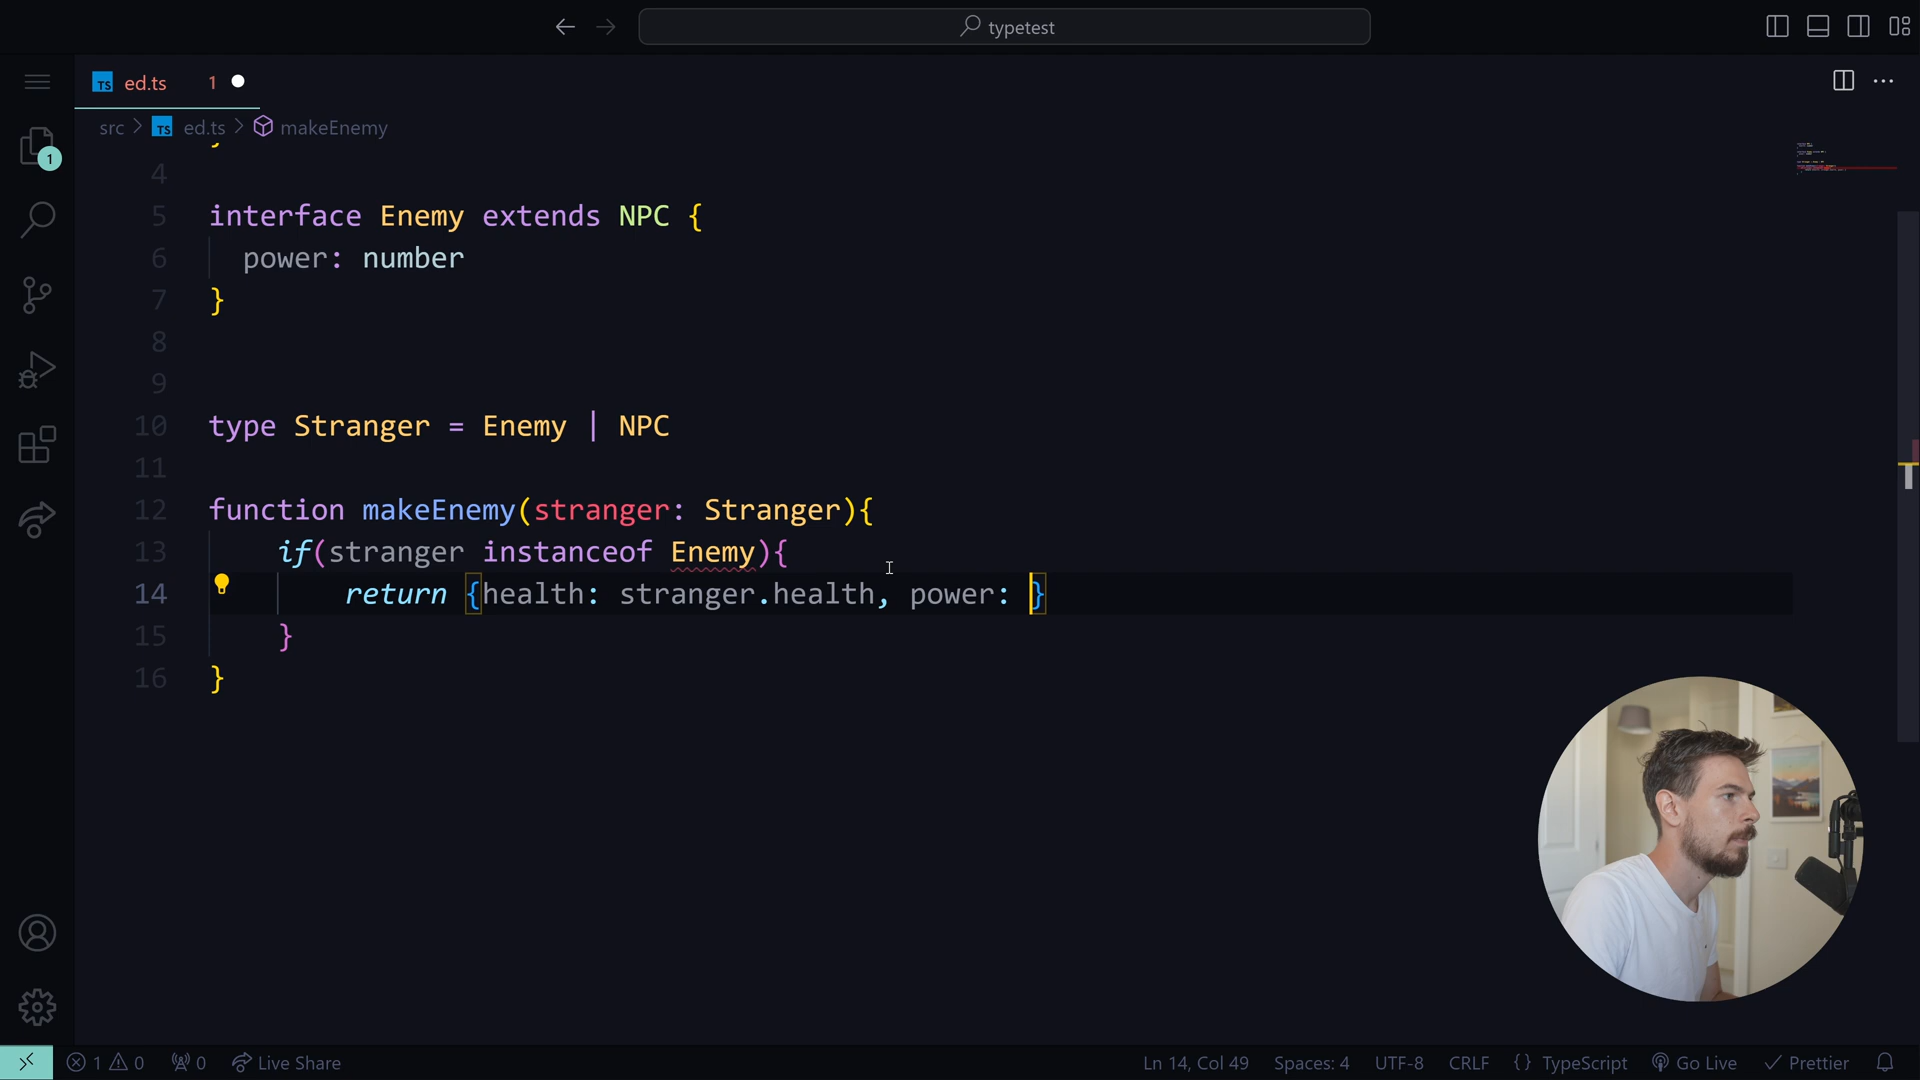 typetest
TS ed.ts 1
src > TS ed.ts > makeEnemy
}
4
5 interface Enemy extends NPC {
6 power: number
7 }
8
9
10 type Stranger = Enemy | NPC
11
12 function makeEnemy(stranger: Stranger){
13 if(stranger instanceof Enemy){
14 return {health: stranger.health, power: }
15 }
16 }
1
1 0 0 Live Share Ln 14, Col 49 Spaces: 4 UTF-8 CRLF {} TypeScript Go Live Prettier